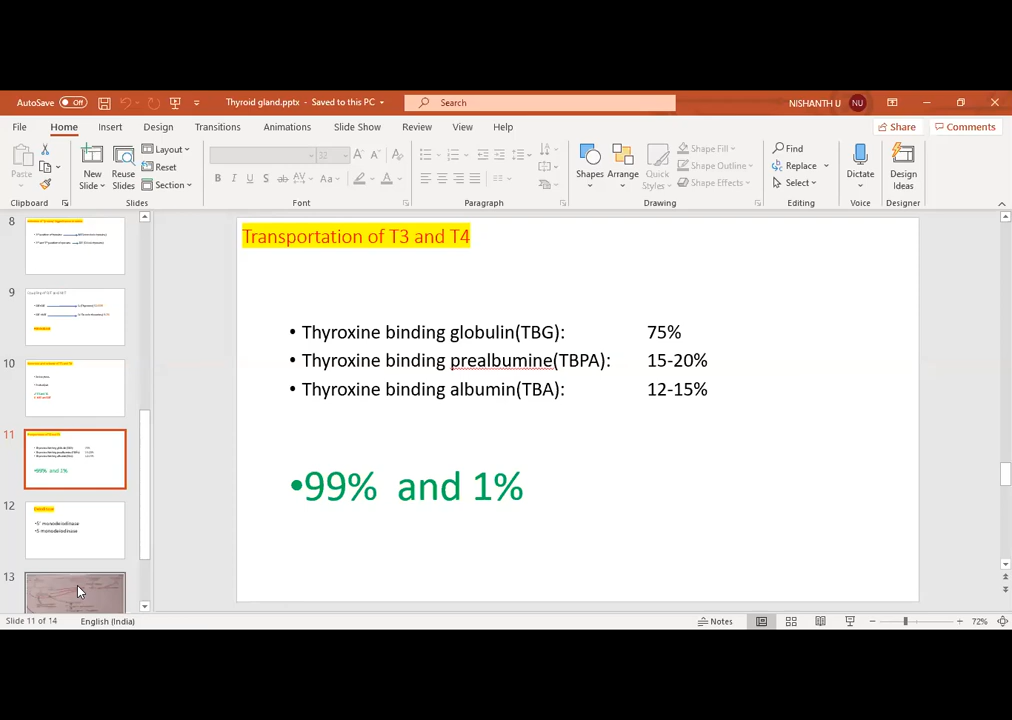 AutoSave Off Thyroid gland.pptx - Saved to this PC Search NISHANTH U NU
File Home Insert Design Transitions Animations Slide Show Review View Help Share Comments
Paste New Slide Reuse Slides Layout Reset Section 32 Shapes Arrange Quick Styles Shape Fill Shape Outline Shape Effects Find Replace Select Dictate Design Ideas
Clipboard Slides Font Paragraph Drawing Editing Voice Designer
8
9
10
11
12
• 5' monodeiodinase
• 5 monodeiodinase
13
Transportation of T3 and T4
• Thyroxine binding globulin(TBG): 75%
• Thyroxine binding prealbumine(TBPA): 15-20%
• Thyroxine binding albumin(TBA): 12-15%
•99% and 1%
Slide 11 of 14 English (India) Notes 72%